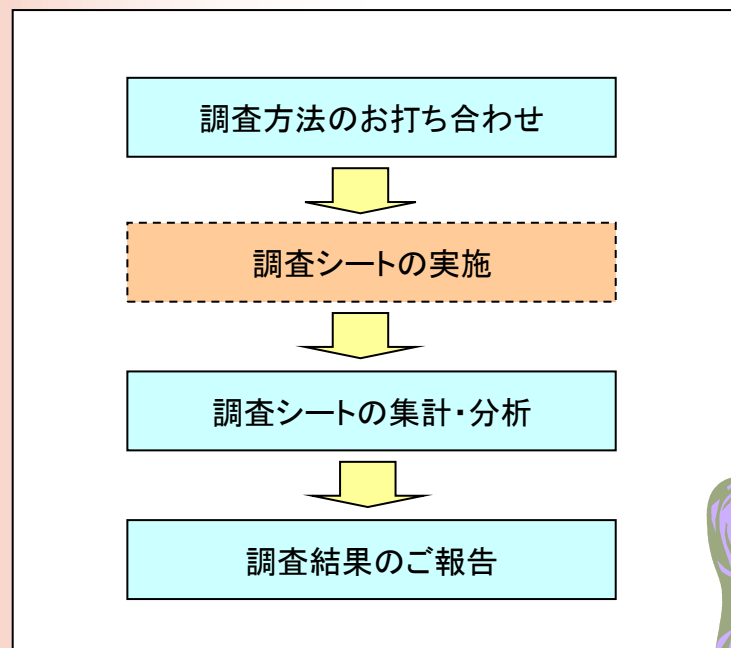 調査方法のお打ち合わせ
調査シートの実施
調査シートの集計・分析
調査結果のご報告